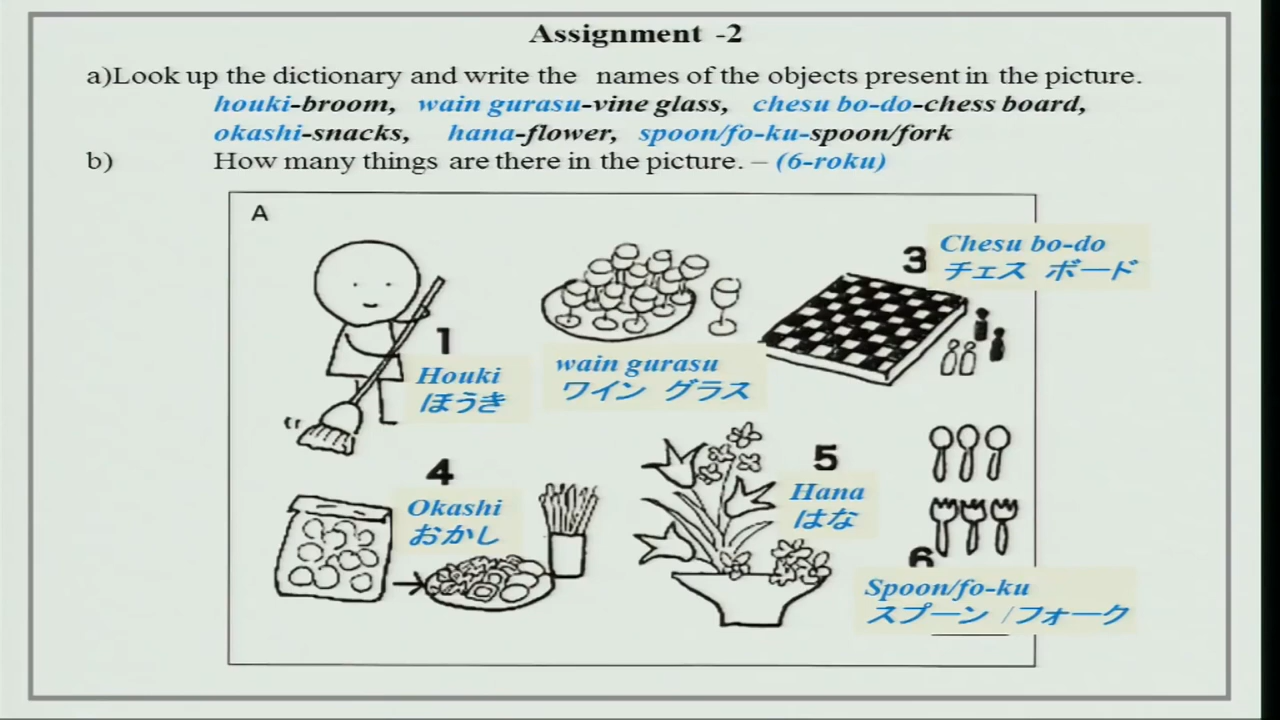 Assignment -2
a)Look up the dictionary and write the names of the objects present in the picture.
houki-broom, wain gurasu-vine glass, chesu bo-do-chess board,
okashi-snacks, hana-flower, spoon/fo-ku-spoon/fork
b) How many things are there in the picture. – (6-roku)
A
3
Chesu bo-do
チェス ボード
1
Houki
ほうき
wain gurasu
ワイン グラス
4
Okashi
おかし
5
Hana
はな
6
Spoon/fo-ku
スプーン /フォーク